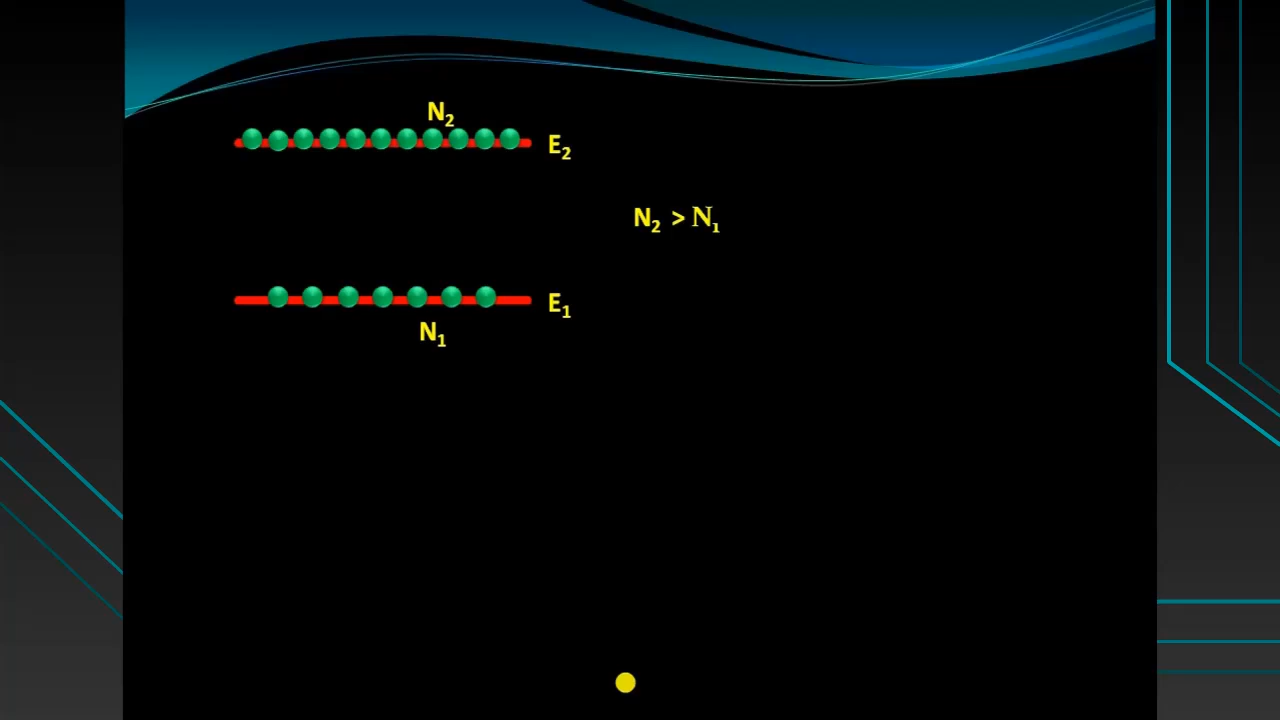 N₂
E₂
N₂ > N₁
E₁
N₁